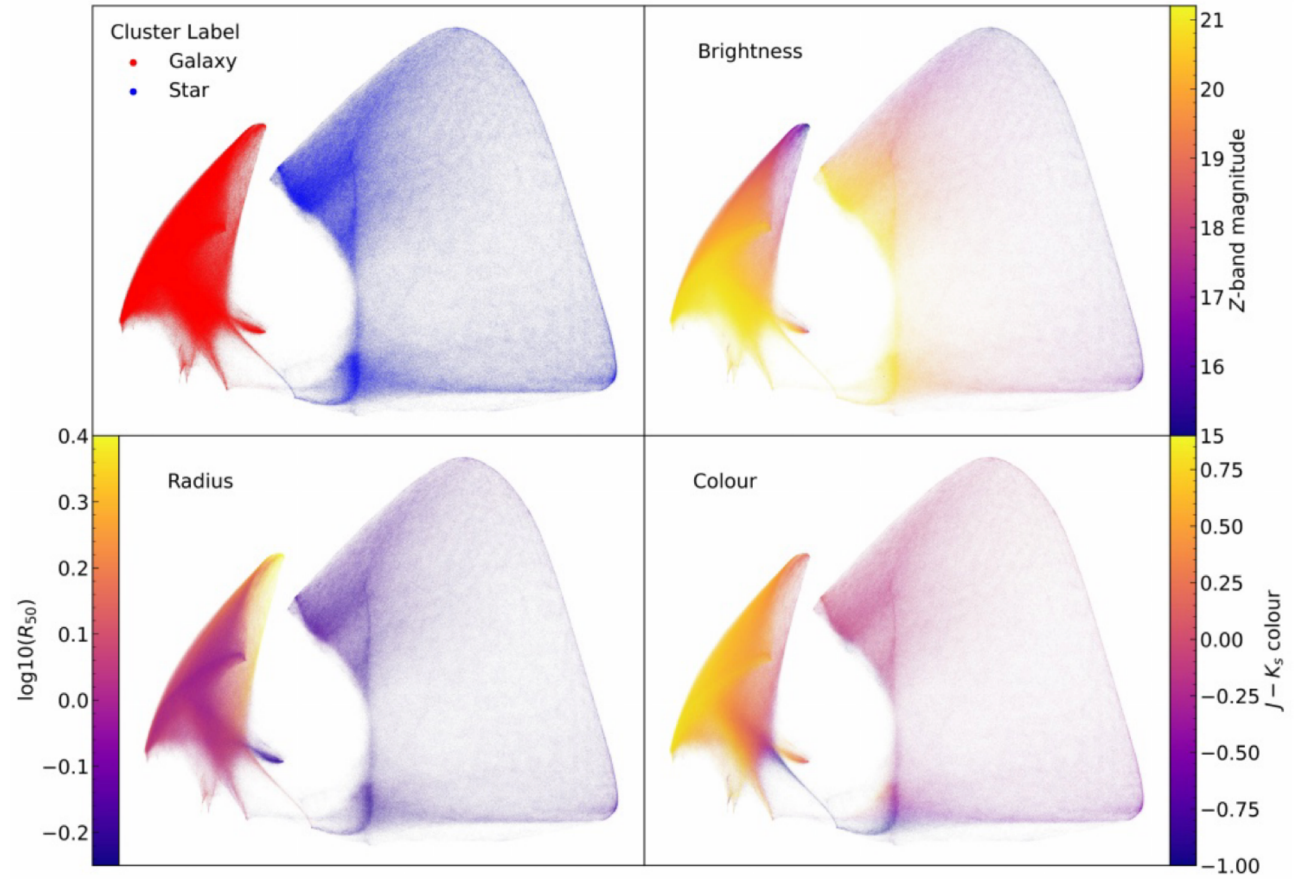 Cluster Label
Galaxy
Star
Brightness
21
20
19
18
17
16
15
Z-band magnitude
Radius
0.4
0.3
0.2
0.1
0.0
−0.1
−0.2
log10(R50)
Colour
0.75
0.50
0.25
0.00
−0.25
−0.50
−0.75
−1.00
J − Ks colour